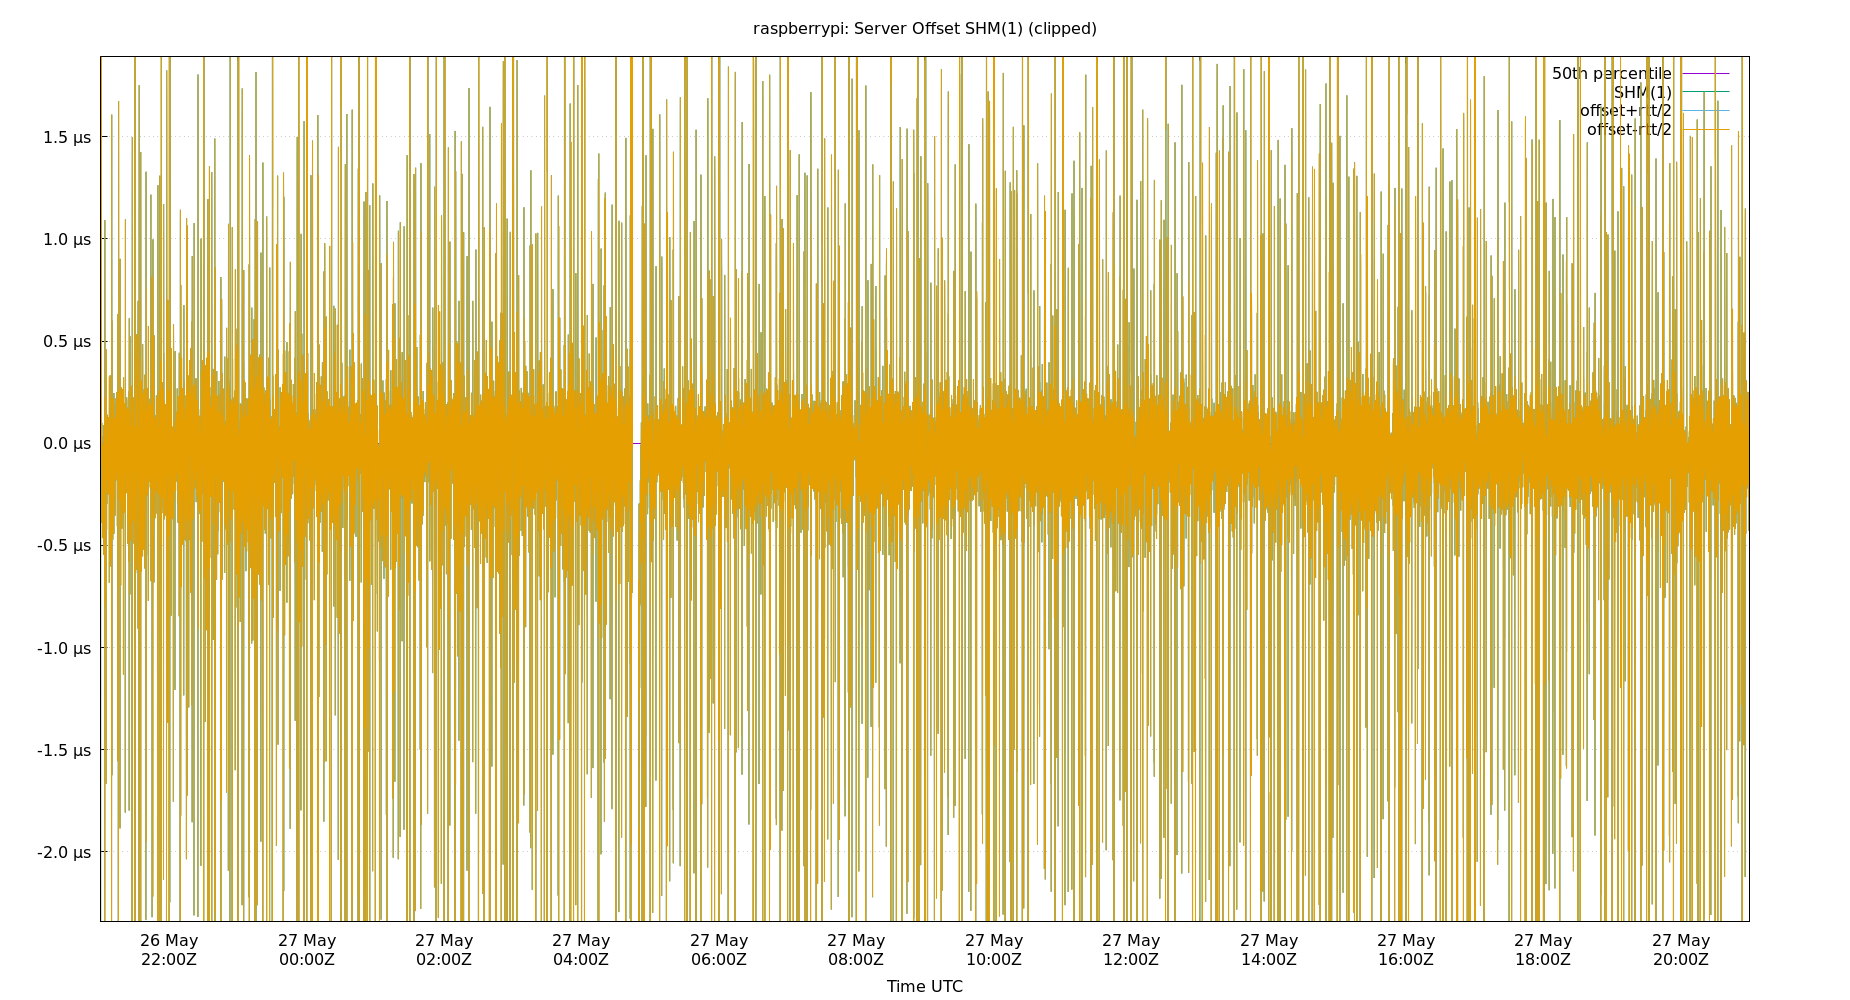 raspberrypi: Server Offset SHM(1) (clipped)
50th percentile
SHM(1)
offset+rtt/2
offset-rtt/2
1.5 µs
1.0 µs
0.5 µs
0.0 µs
-0.5 µs
-1.0 µs
-1.5 µs
-2.0 µs
26 May 27 May 27 May 27 May 27 May 27 May 27 May 27 May 27 May 27 May 27 May 27 May
22:00Z 00:00Z 02:00Z 04:00Z 06:00Z 08:00Z 10:00Z 12:00Z 14:00Z 16:00Z 18:00Z 20:00Z
Time UTC